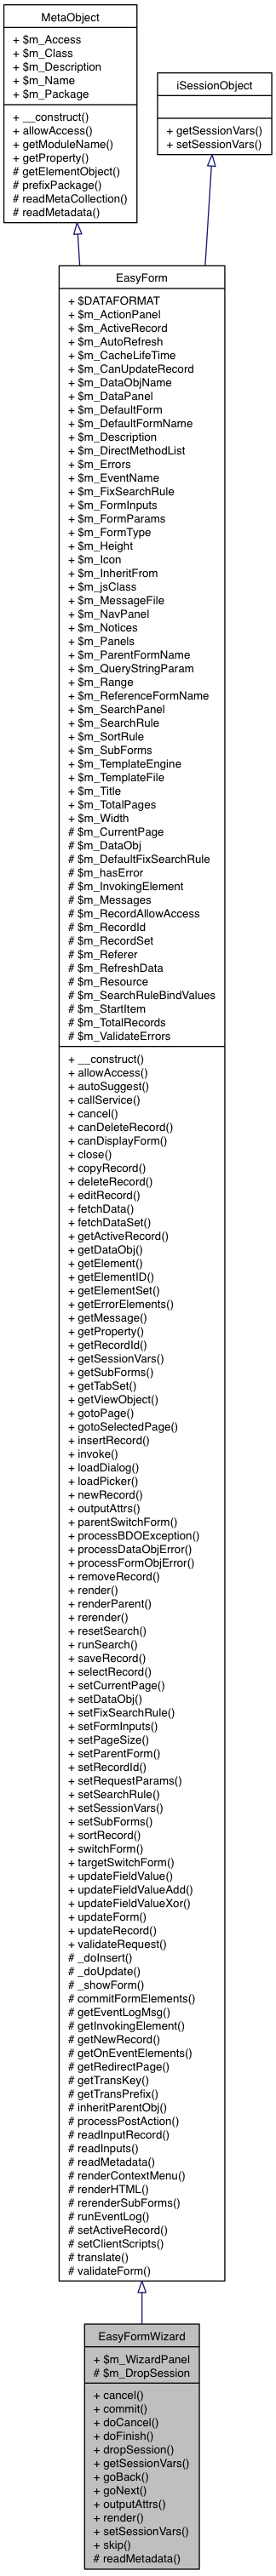 MetaObject
+ $m_Access
+ $m_Class
+ $m_Description
+ $m_Name
+ $m_Package
+ __construct()
+ allowAccess()
+ getModuleName()
+ getProperty()
# getElementObject()
# prefixPackage()
# readMetaCollection()
# readMetadata()
iSessionObject
+ getSessionVars()
+ setSessionVars()
EasyForm
+ $DATAFORMAT
+ $m_ActionPanel
+ $m_ActiveRecord
+ $m_AutoRefresh
+ $m_CacheLifeTime
+ $m_CanUpdateRecord
+ $m_DataObjName
+ $m_DataPanel
+ $m_DefaultForm
+ $m_DefaultFormName
+ $m_Description
+ $m_DirectMethodList
+ $m_Errors
+ $m_EventName
+ $m_FixSearchRule
+ $m_FormInputs
+ $m_FormParams
+ $m_FormType
+ $m_Height
+ $m_Icon
+ $m_InheritFrom
+ $m_jsClass
+ $m_MessageFile
+ $m_NavPanel
+ $m_Notices
+ $m_Panels
+ $m_ParentFormName
+ $m_QueryStringParam
+ $m_Range
+ $m_ReferenceFormName
+ $m_SearchPanel
+ $m_SearchRule
+ $m_SortRule
+ $m_SubForms
+ $m_TemplateEngine
+ $m_TemplateFile
+ $m_Title
+ $m_TotalPages
+ $m_Width
# $m_CurrentPage
# $m_DataObj
# $m_DefaultFixSearchRule
# $m_hasError
# $m_InvokingElement
# $m_Messages
# $m_RecordAllowAccess
# $m_RecordId
# $m_RecordSet
# $m_Referer
# $m_RefreshData
# $m_Resource
# $m_SearchRuleBindValues
# $m_StartItem
# $m_TotalRecords
# $m_ValidateErrors
+ __construct()
+ allowAccess()
+ autoSuggest()
+ callService()
+ cancel()
+ canDeleteRecord()
+ canDisplayForm()
+ close()
+ copyRecord()
+ deleteRecord()
+ editRecord()
+ fetchData()
+ fetchDataSet()
+ getActiveRecord()
+ getDataObj()
+ getElement()
+ getElementID()
+ getElementSet()
+ getErrorElements()
+ getMessage()
+ getProperty()
+ getRecordId()
+ getSessionVars()
+ getSubForms()
+ getTabSet()
+ getViewObject()
+ gotoPage()
+ gotoSelectedPage()
+ insertRecord()
+ invoke()
+ loadDialog()
+ loadPicker()
+ newRecord()
+ outputAttrs()
+ parentSwitchForm()
+ processBDOException()
+ processDataObjError()
+ processFormObjError()
+ removeRecord()
+ render()
+ renderParent()
+ rerender()
+ resetSearch()
+ runSearch()
+ saveRecord()
+ selectRecord()
+ setCurrentPage()
+ setDataObj()
+ setFixSearchRule()
+ setFormInputs()
+ setPageSize()
+ setParentForm()
+ setRecordId()
+ setRequestParams()
+ setSearchRule()
+ setSessionVars()
+ setSubForms()
+ sortRecord()
+ switchForm()
+ targetSwitchForm()
+ updateFieldValue()
+ updateFieldValueAdd()
+ updateFieldValueXor()
+ updateForm()
+ updateRecord()
+ validateRequest()
# _doInsert()
# _doUpdate()
# _showForm()
# commitFormElements()
# getEventLogMsg()
# getInvokingElement()
# getNewRecord()
# getOnEventElements()
# getRedirectPage()
# getTransKey()
# getTransPrefix()
# inheritParentObj()
# processPostAction()
# readInputRecord()
# readInputs()
# readMetadata()
# renderContextMenu()
# renderHTML()
# rerenderSubForms()
# runEventLog()
# setActiveRecord()
# setClientScripts()
# translate()
# validateForm()
EasyFormWizard
+ $m_WizardPanel
# $m_DropSession
+ cancel()
+ commit()
+ doCancel()
+ doFinish()
+ dropSession()
+ getSessionVars()
+ goBack()
+ goNext()
+ outputAttrs()
+ render()
+ setSessionVars()
+ skip()
# readMetadata()